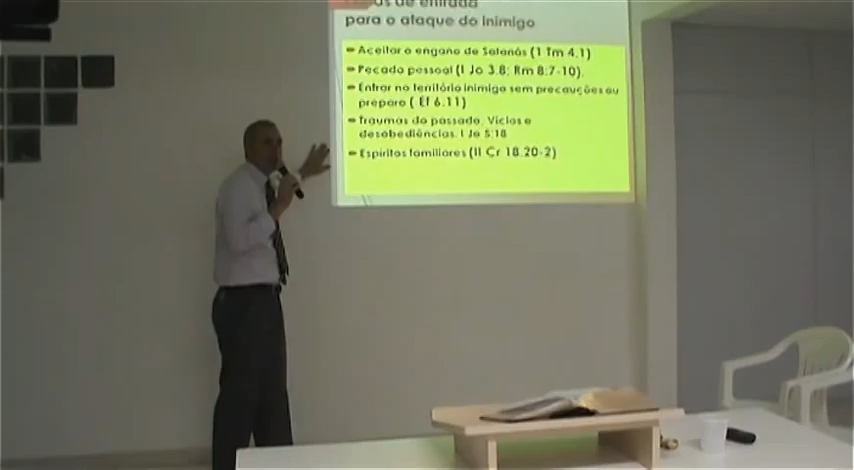 de entrada
para o ataque do inimigo
Aceitar o engano de Satanás (1 Tm 4.1)
Pecado pessoal (I Jo 3.8; Rm 8:7-10).
Entrar no território inimigo sem precauções ou
preparo ( Ef 6.11)
Traumas do passado, Vícios e
desobediências. I Jo 5:18
Espíritos familiares (II Cr 18.20-2)